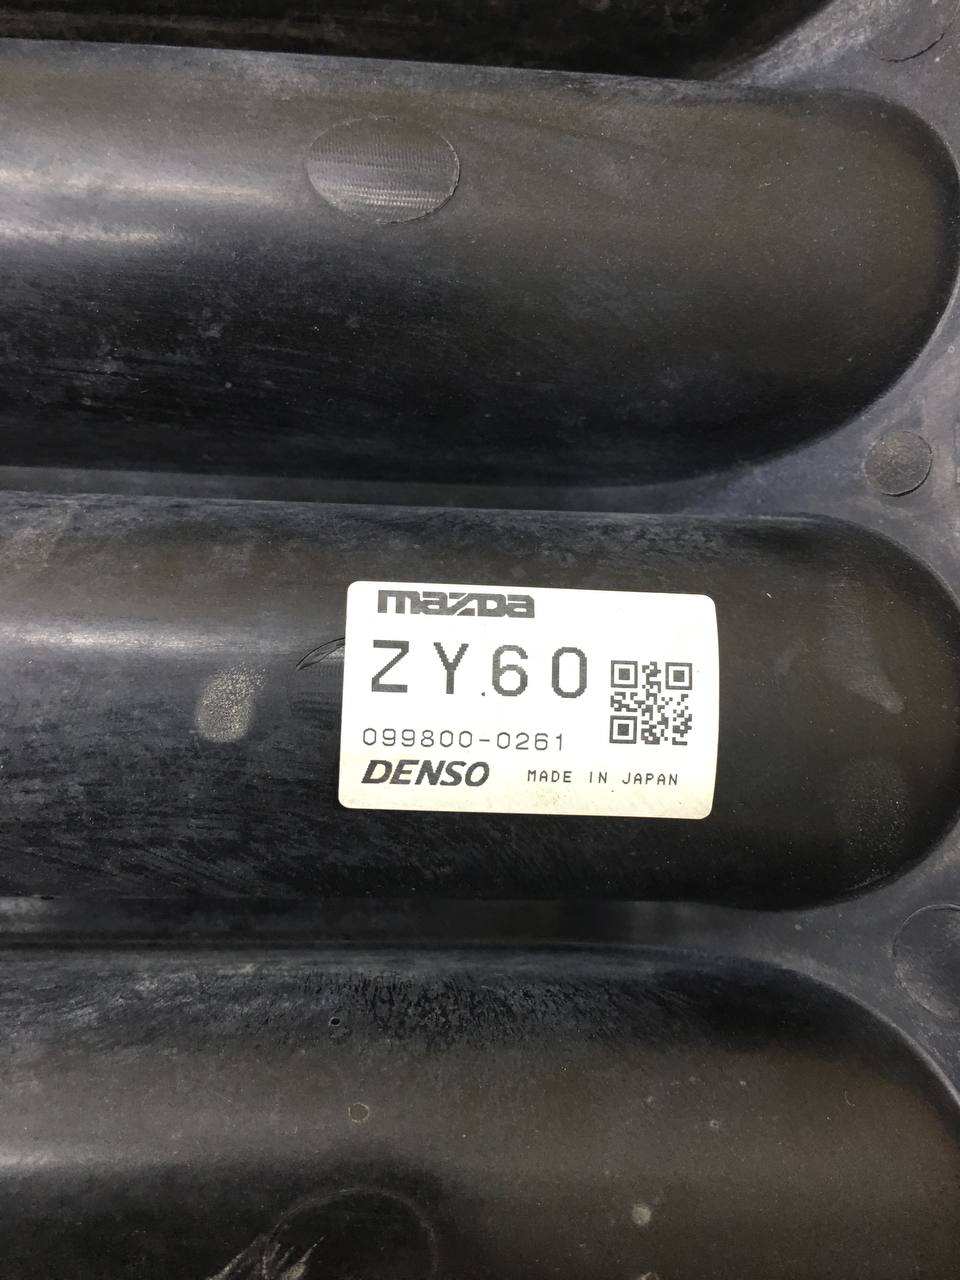 mazda
ZY60
099800-0261
DENSO MADE IN JAPAN